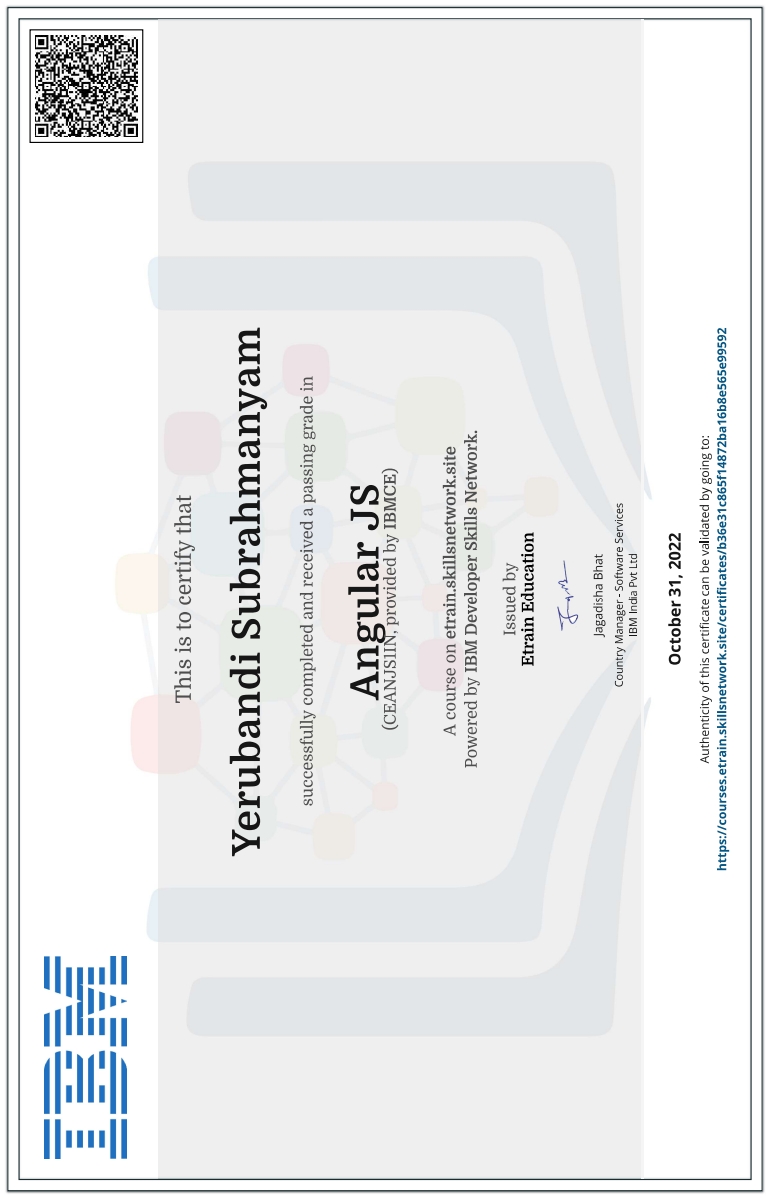 IBM
This is to certify that
Yerubandi Subrahmanyam
successfully completed and received a passing grade in
Angular JS
(CEANJS1IN, provided by IBMCE)
A course on etrain.skillsnetwork.site
Powered by IBM Developer Skills Network.
Issued by
Etrain Education
Jagadisha Bhat
Country Manager - Software Services
IBM India Pvt Ltd
October 31, 2022
Authenticity of this certificate can be validated by going to:
https://courses.etrain.skillsnetwork.site/certificates/b36e31c865f14872ba16b8e565e99592